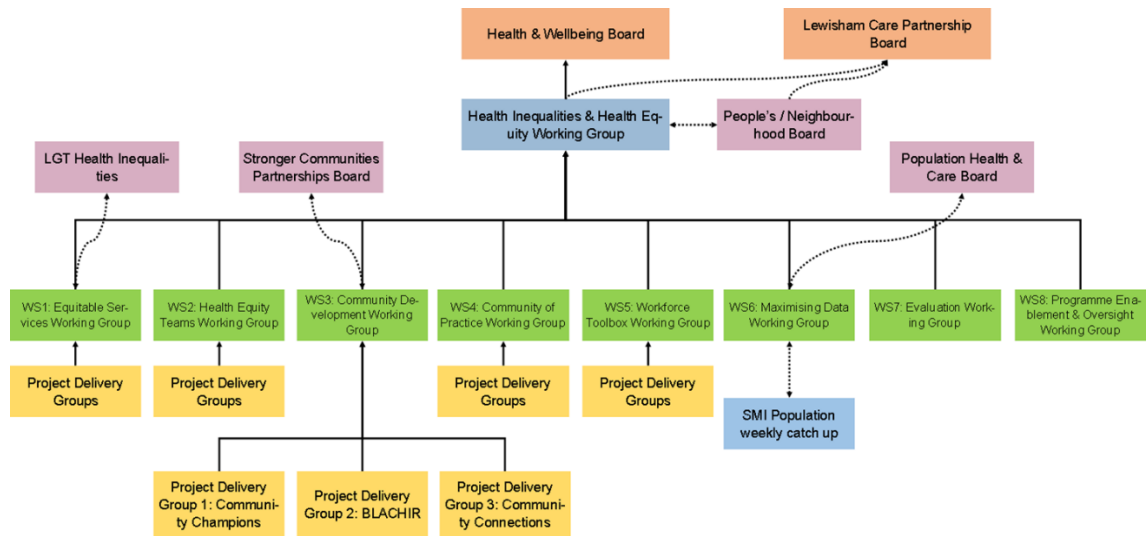 Health & Wellbeing Board
Lewisham Care Partnership
Board
Health Inequalities & Health Eq-
uity Working Group
People's / Neighbour-
hood Board
LGT Health Inequali-
ties
Stronger Communities
Partnerships Board
Population Health &
Care Board
WS1: Equitable Ser-
vices Working Group
WS2: Health Equity
Teams Working Group
WS3: Community De-
velopment Working
Group
WS4: Community of
Practice Working Group
WS5: Workforce
Toolbox Working Group
WS6: Maximising Data
Working Group
WS7: Evaluation Work-
ing Group
WS8: Programme Ena-
blement & Oversight
Working Group
Project Delivery
Groups
Project Delivery
Groups
Project Delivery
Groups
Project Delivery
Groups
SMI Population
weekly catch up
Project Delivery
Group 1: Commun-
ity Champions
Project Delivery
Group 2: BLACHIR
Project Delivery
Group 3: Commun-
ity Connections